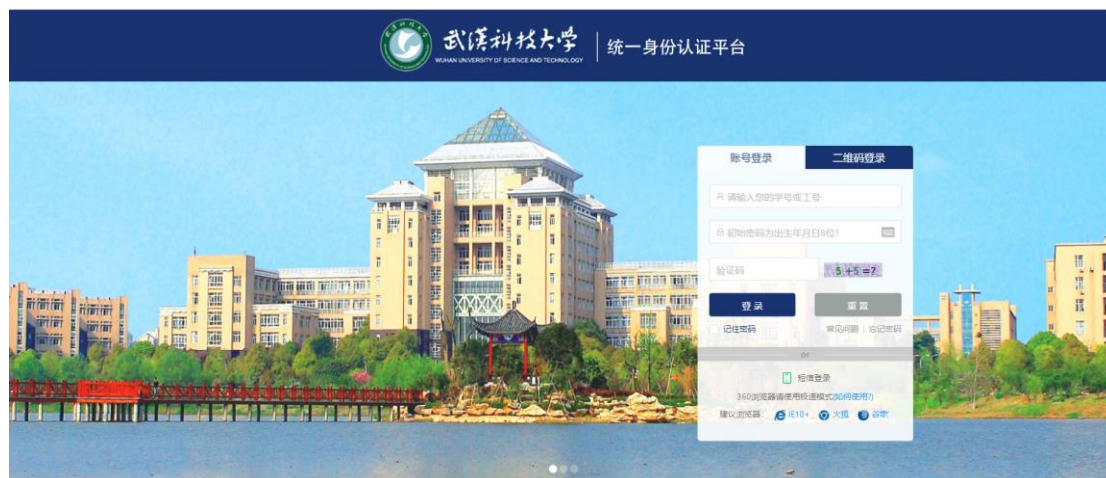 武汉科技大学
WUHAN UNIVERSITY OF SCIENCE AND TECHNOLOGY
统一身份认证平台
账号登录 二维码登录
请输入您的学号或工号
初始密码为出生年月日8位!
验证码 5+5=?
登录 重置
记住密码 常见问题 | 忘记密码
or
短信登录
360浏览器请使用极速模式(如何使用?)
建议浏览器: IE10+ 火狐 谷歌